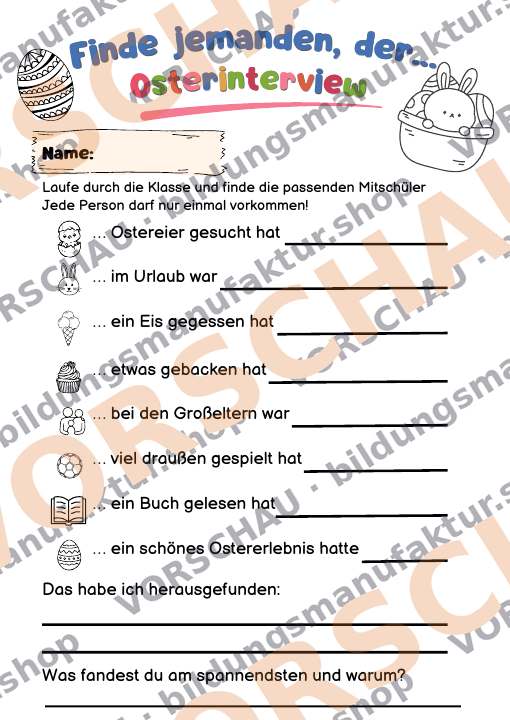 Finde jemanden, der...
Osterinterview
Name:
Laufe durch die Klasse und finde die passenden Mitschüler
Jede Person darf nur einmal vorkommen!
... Ostereier gesucht hat
... im Urlaub war
... ein Eis gegessen hat
... etwas gebacken hat
... bei den Großeltern war
... viel draußen gespielt hat
... ein Buch gelesen hat
... ein schönes Ostererlebnis hatte
Das habe ich herausgefunden:
Was fandest du am spannendsten und warum?
VORSCHAU · bildungsmanufaktur.shop